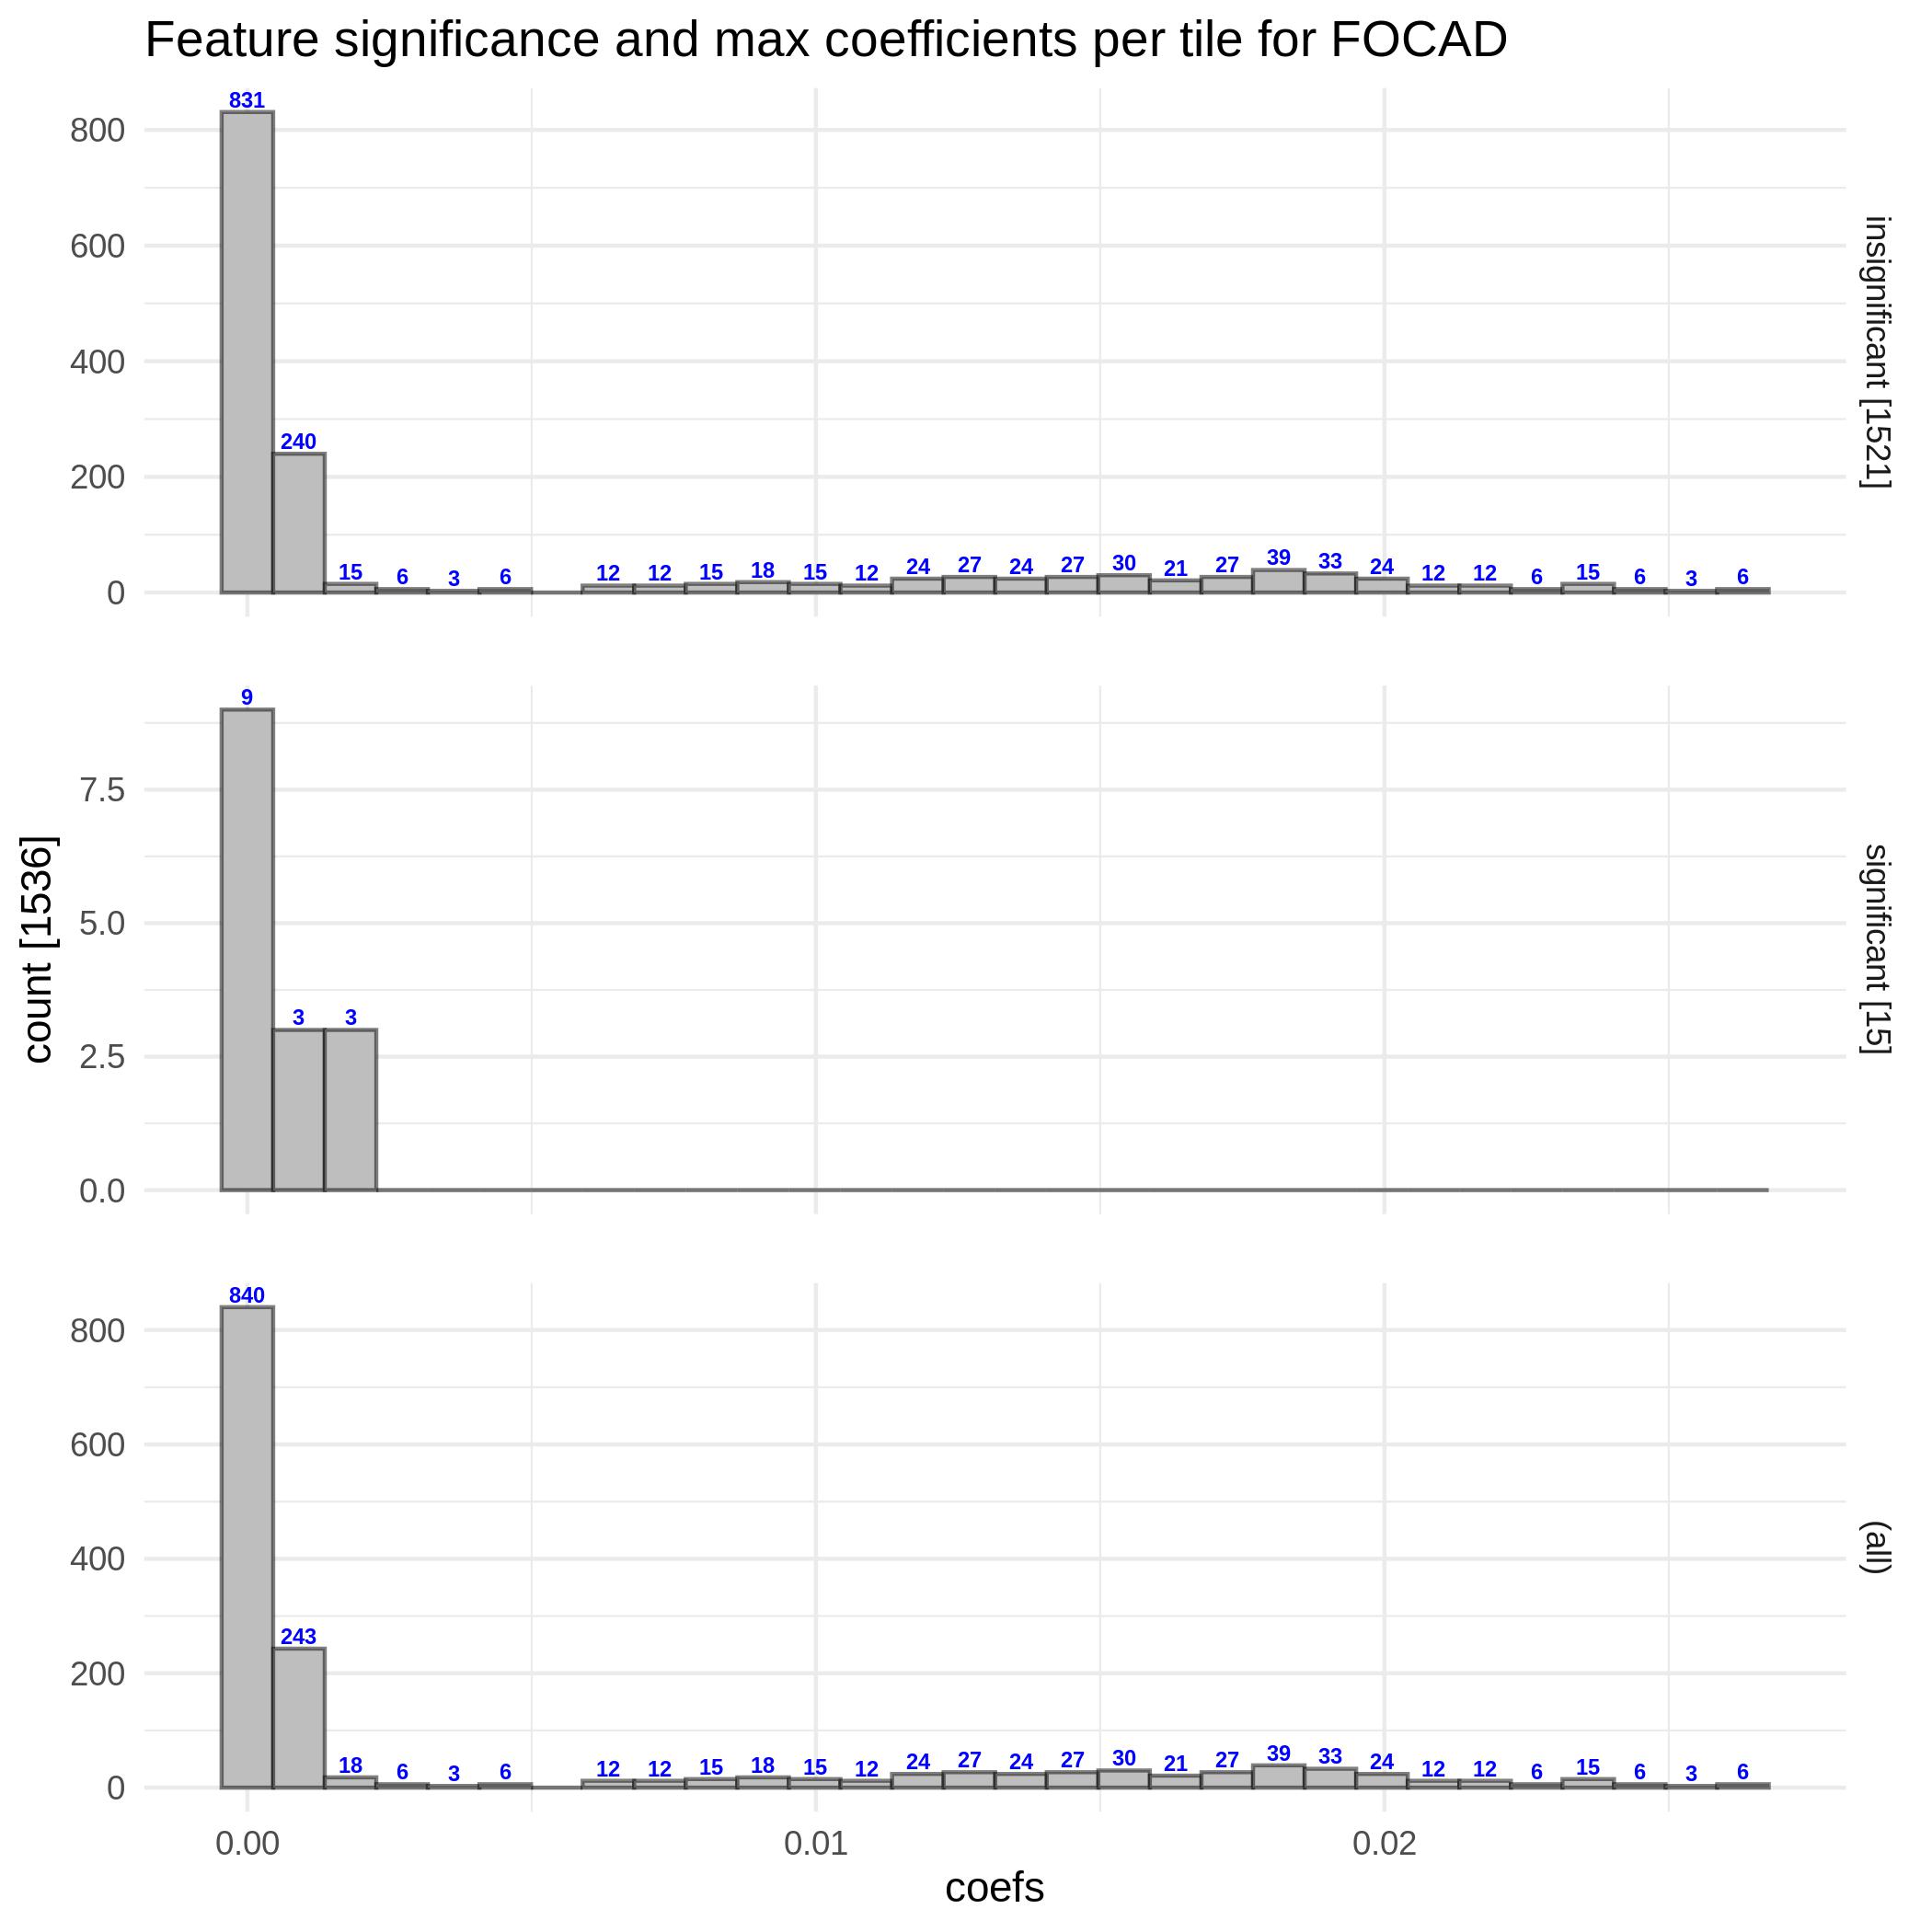 Feature significance and max coefficients per tile for FOCAD
831
800
600
400
240
200
15 6 3 6 12 12 15 18 15 12 24 27 24 27 30 21 27 39 33 24 12 12 6 15 6 3 6
0
insignificant [1521]
9
7.5
5.0
3 3
2.5
0.0
significant [15]
count [1536]
840
800
600
400
243
200
18 6 3 6 12 12 15 18 15 12 24 27 24 27 30 21 27 39 33 24 12 12 6 15 6 3 6
0
(all)
0.00 0.01 0.02
coefs